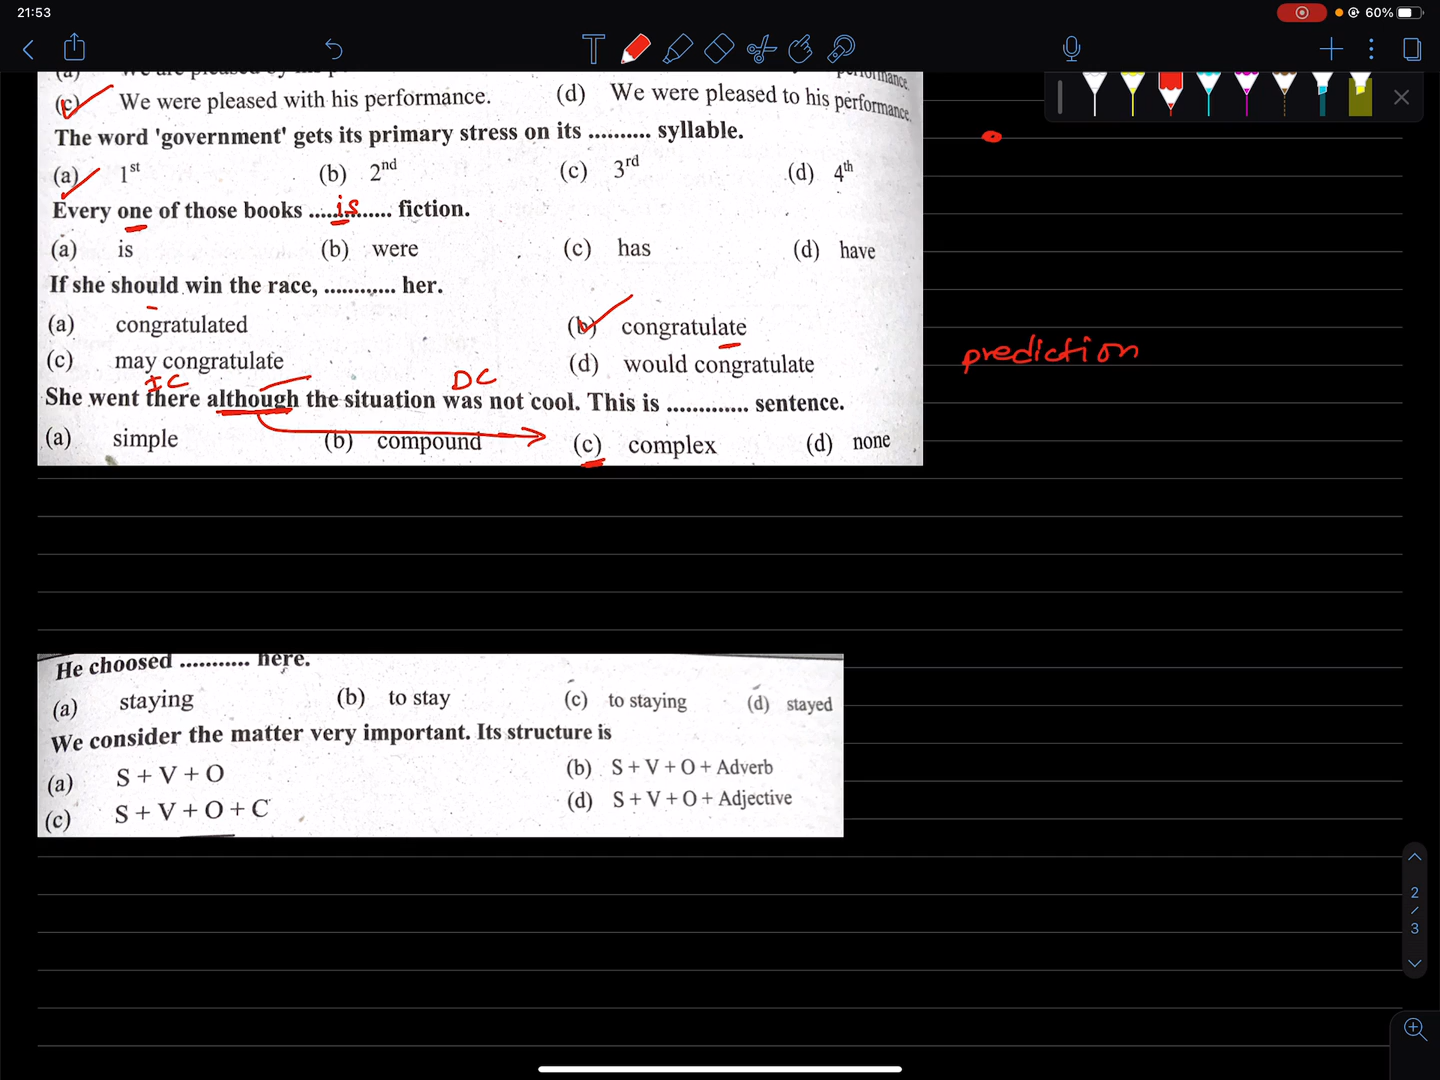 21:53
60%
performance.
(c) We were pleased with his performance. (d) We were pleased to his performance.
The word 'government' gets its primary stress on its .......... syllable.
(a) 1st (b) 2nd (c) 3rd (d) 4th
Every one of those books .....is....... fiction.
(a) is (b) were (c) has (d) have
If she should win the race, ............ her.
(a) congratulated (b) congratulate
prediction
(c) may congratulate (d) would congratulate
IC DC
She went there although the situation was not cool. This is ............. sentence.
(a) simple (b) compound (c) complex (d) none
He choosed ........... here.
(a) staying (b) to stay (c) to staying (d) stayed
We consider the matter very important. Its structure is
(a) S + V + O (b) S + V + O + Adverb
(c) S + V + O + C (d) S + V + O + Adjective
2
/
3